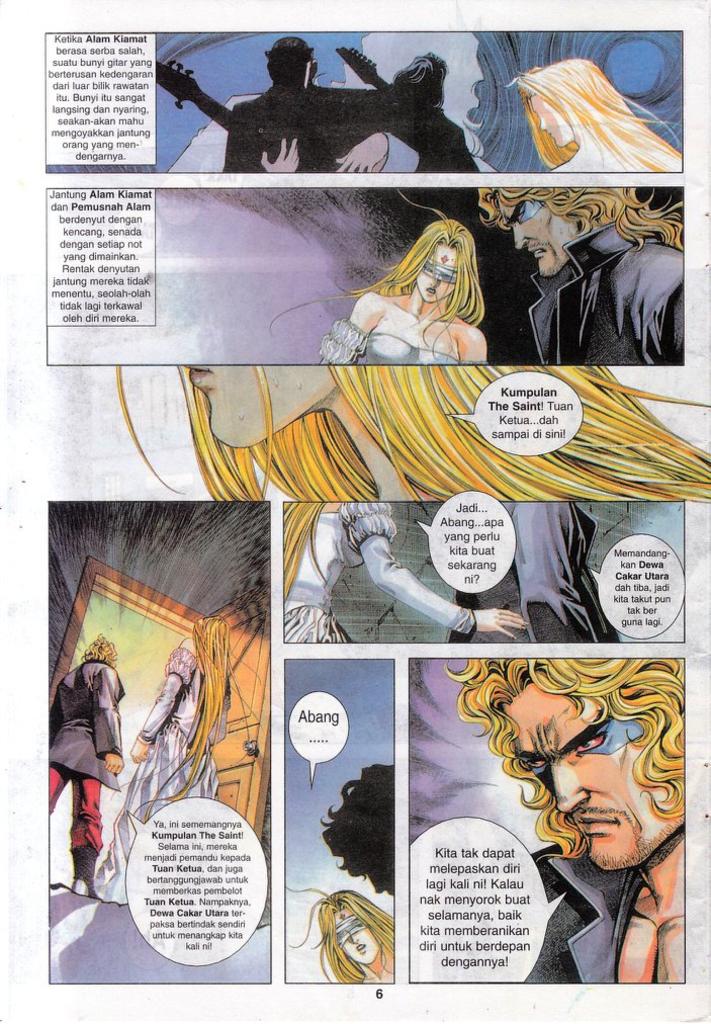 Ketika Alam Kiamat
berasa serba salah,
suatu bunyi gitar yang
berterusan kedengaran
dari luar bilik rawatan
itu. Bunyi itu sangat
langsing dan nyaring,
seakan-akan mahu
mengoyakkan jantung
orang yang men-
dengarnya.
Jantung Alam Kiamat
dan Pemusnah Alam
berdenyut dengan
kencang, senada
dengan setiap not
yang dimainkan.
Rentak denyutan
jantung mereka tidak
menentu, seolah-olah
tidak lagi terkawal
oleh diri mereka.
Kumpulan
The Saint! Tuan
Ketua...dah
sampai di sini!
Jadi...
Abang...apa
yang perlu
kita buat
sekarang
ni?
Memandang-
kan Dewa
Cakar Utara
dah tiba, jadi
kita takut pun
tak ber
guna lagi.
Ya, ini sememangnya
Kumpulan The Saint!
Selama ini, mereka
menjadi pemandu kepada
Tuan Ketua, dan juga
bertanggungjawab untuk
memberkas pembelot
Tuan Ketua. Nampaknya,
Dewa Cakar Utara ter-
paksa bertindak sendiri
untuk menangkap kita
kali ni!
Abang
.....
Kita tak dapat
melepaskan diri
lagi kali ni! Kalau
nak menyorok buat
selamanya, baik
kita memberanikan
diri untuk berdepan
dengannya!
6